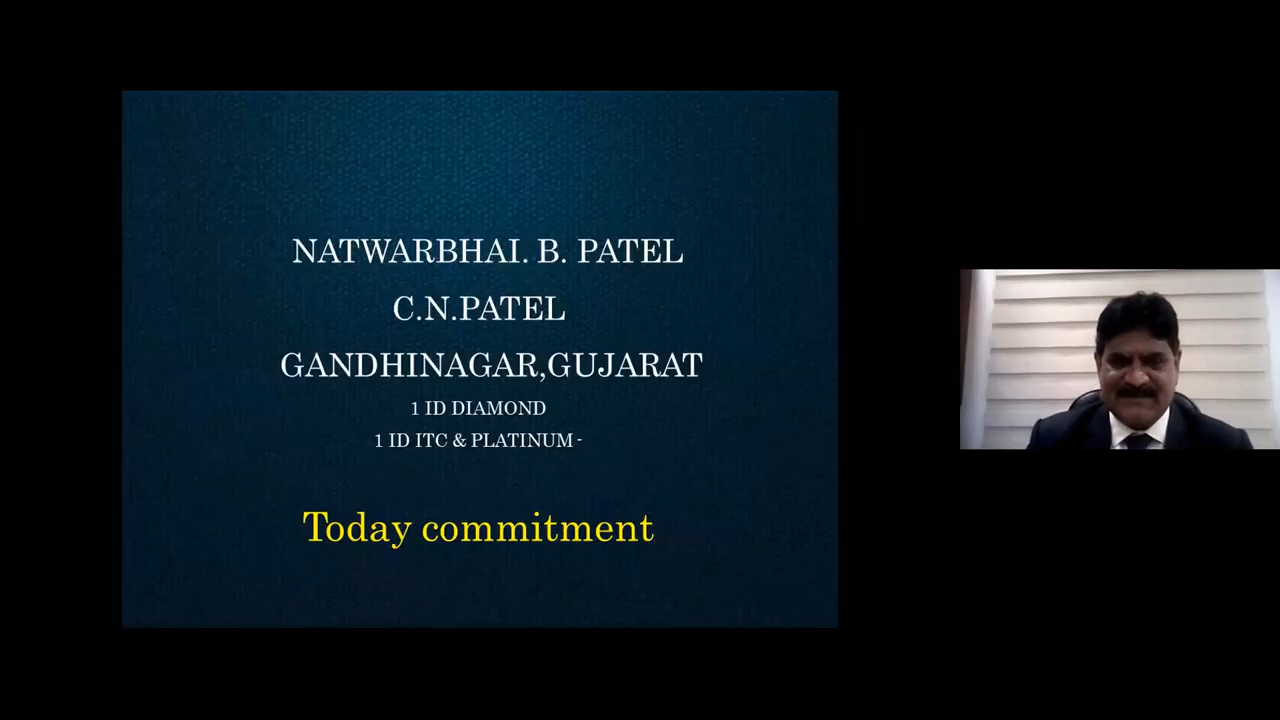 NATWARBHAI. B. PATEL
C.N.PATEL
GANDHINAGAR,GUJARAT
1 ID DIAMOND
1 ID ITC & PLATINUM -
Today commitment